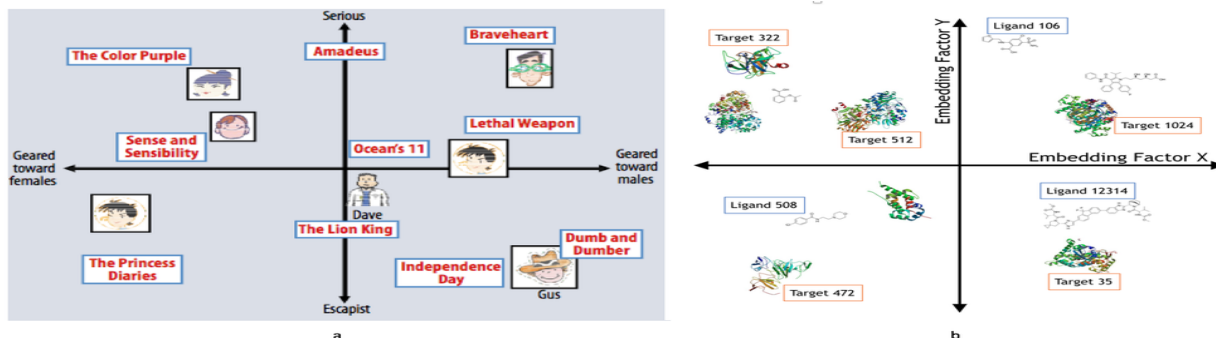 Serious
The Color Purple
Amadeus
Braveheart
Sense and
Sensibility
Ocean's 11
Lethal Weapon
Geared
toward
females
Geared
toward
males
Dave
The Lion King
The Princess
Diaries
Independence
Day
Dumb and
Dumber
Gus
Escapist
a
Embedding Factor Y
Target 322
Ligand 106
Target 512
Target 1024
Embedding Factor X
Ligand 508
Ligand 12314
Target 472
Target 35
b